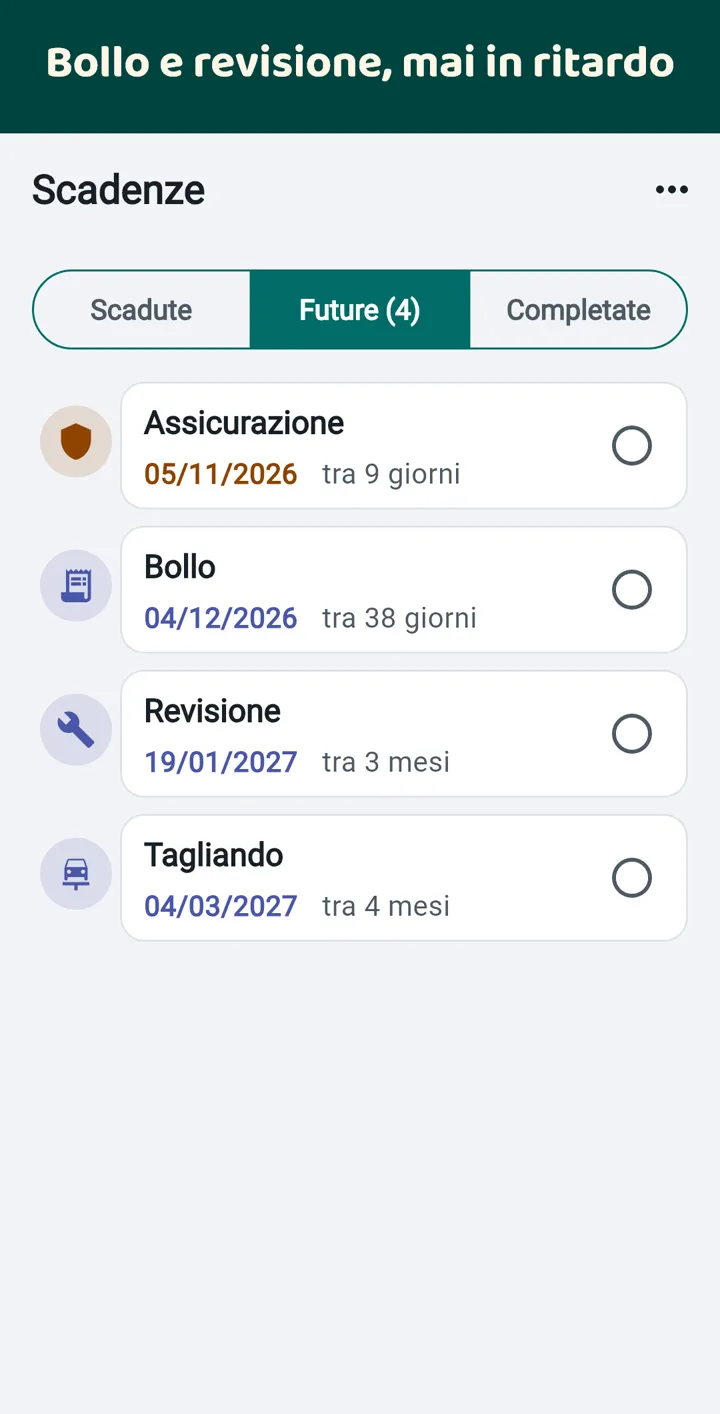 Bollo e revisione, mai in ritardo
Scadenze
Scadute Future (4) Completate
Assicurazione
05/11/2026 tra 9 giorni
Bollo
04/12/2026 tra 38 giorni
Revisione
19/01/2027 tra 3 mesi
Tagliando
04/03/2027 tra 4 mesi